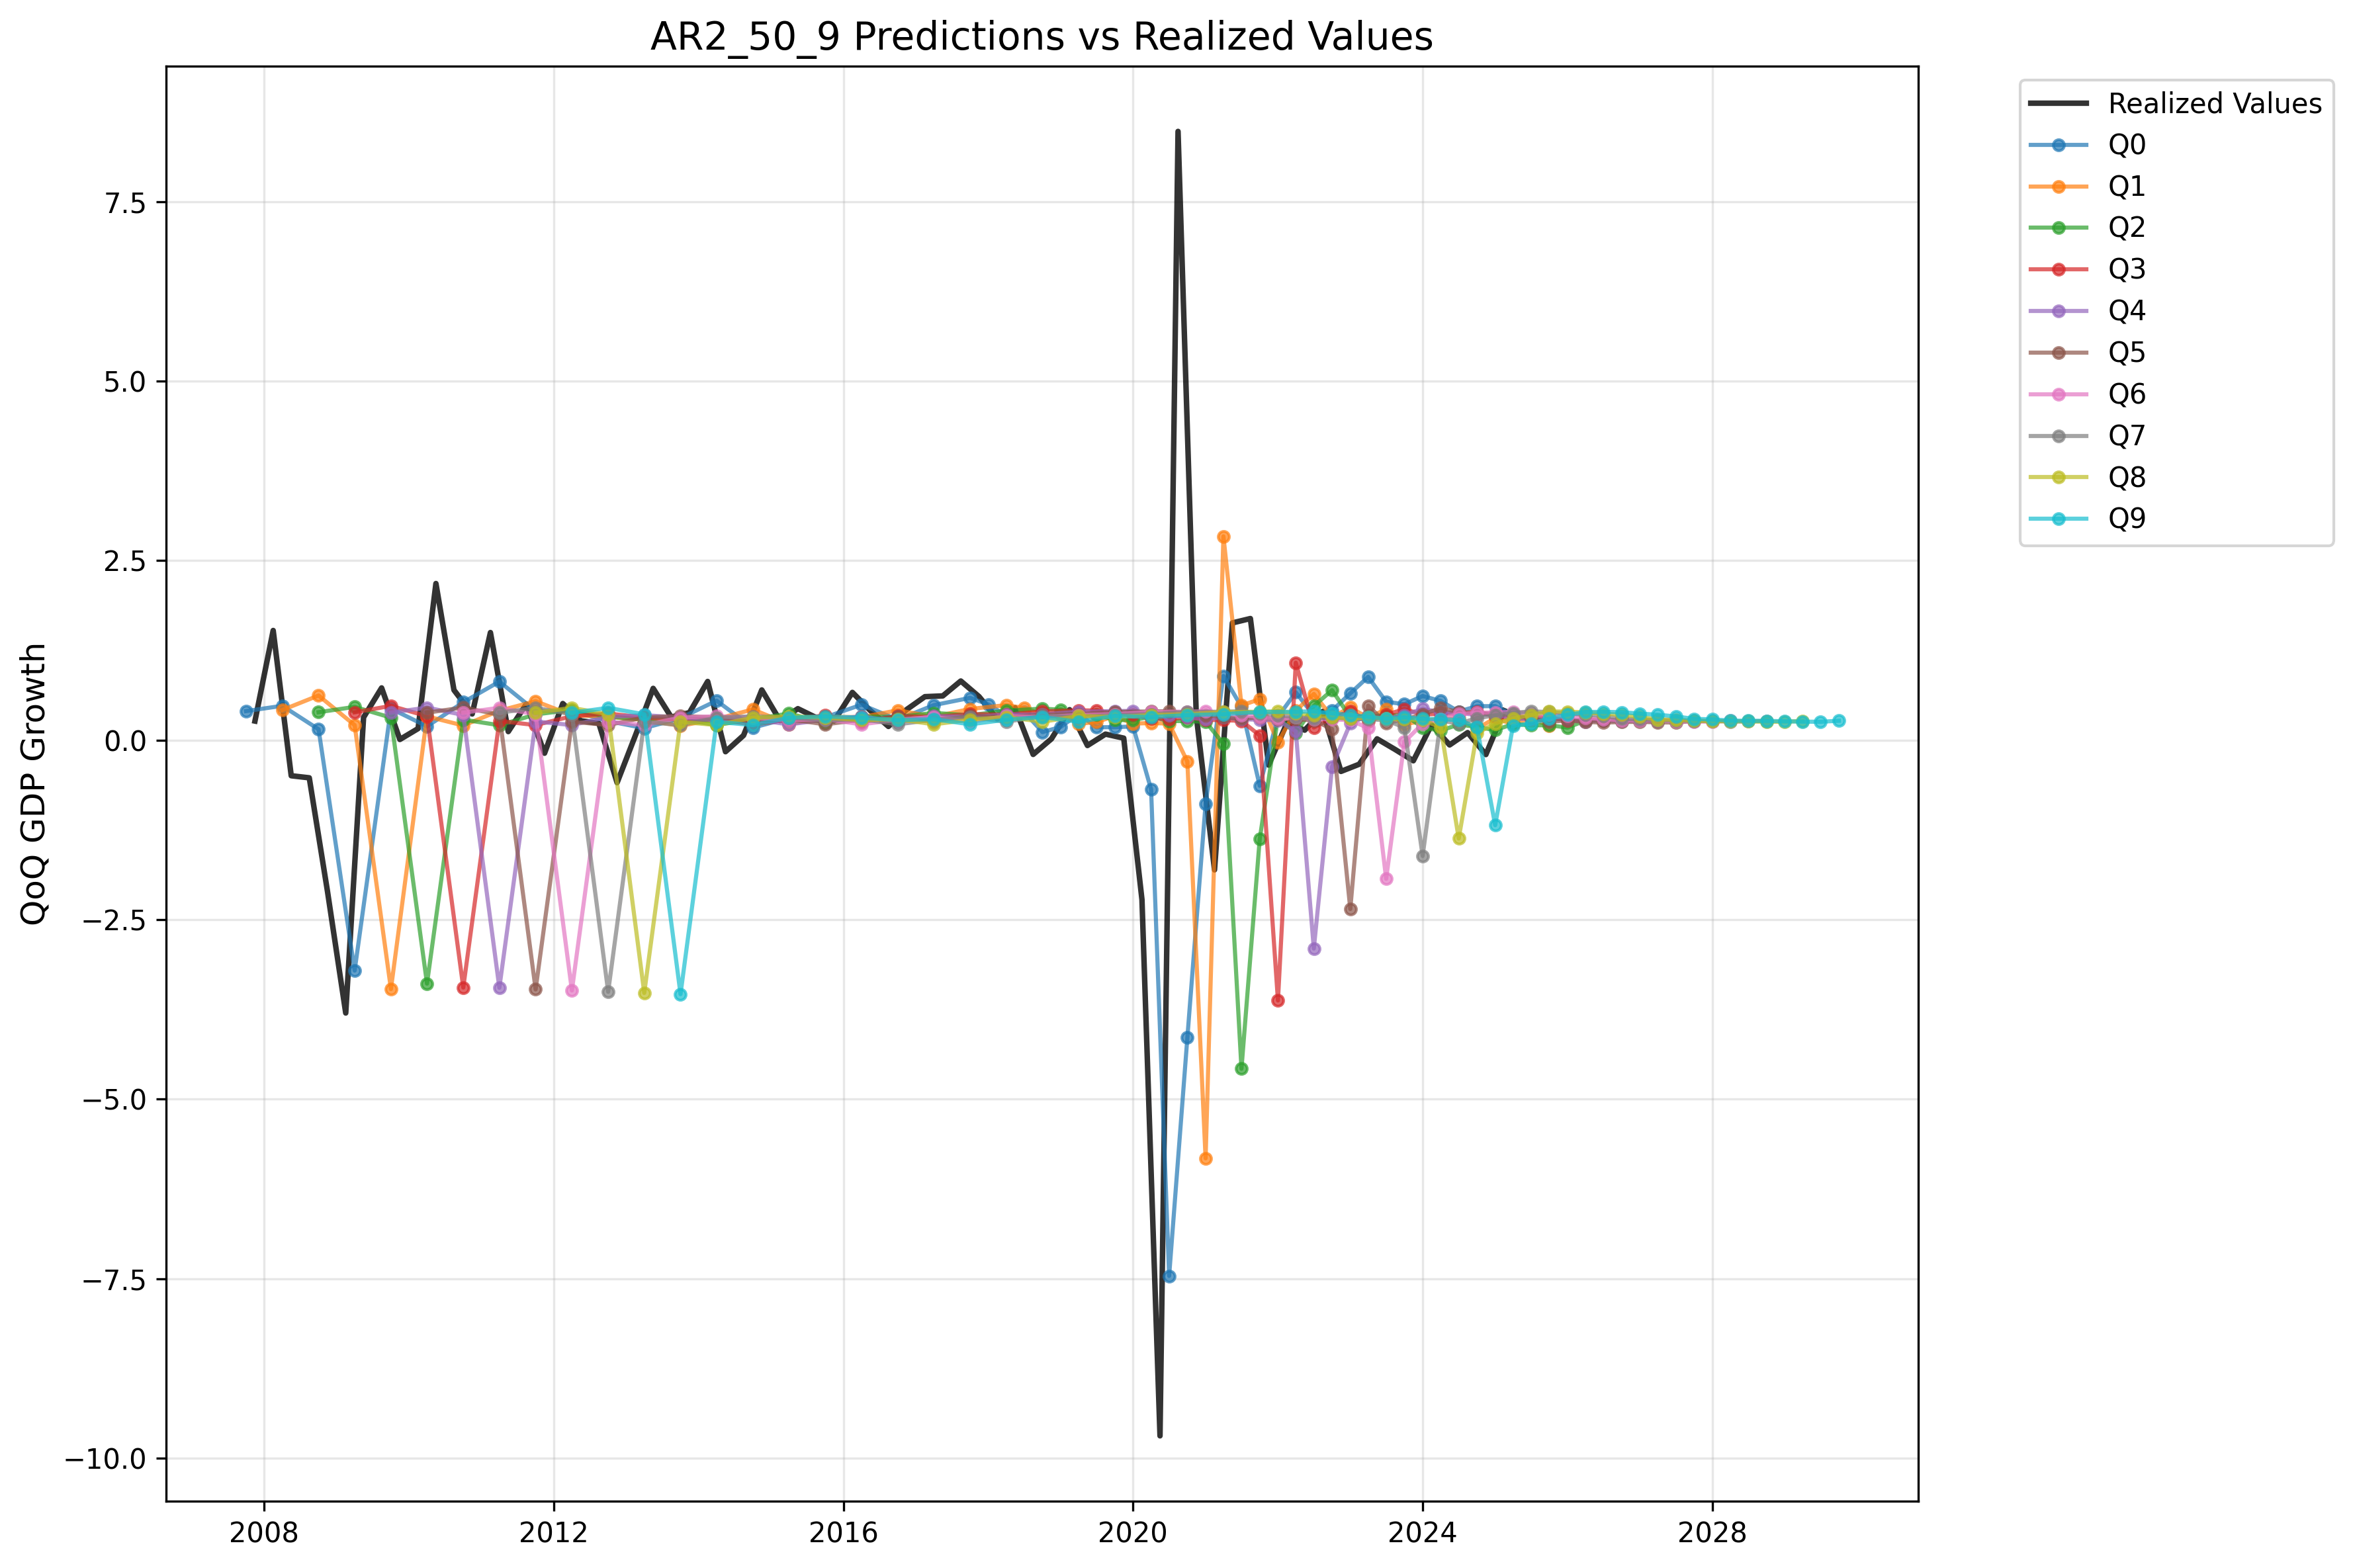 AR2_50_9 Predictions vs Realized Values
QoQ GDP Growth
7.5
5.0
2.5
0.0
−2.5
−5.0
−7.5
−10.0
2008
2012
2016
2020
2024
2028
Realized Values
Q0
Q1
Q2
Q3
Q4
Q5
Q6
Q7
Q8
Q9